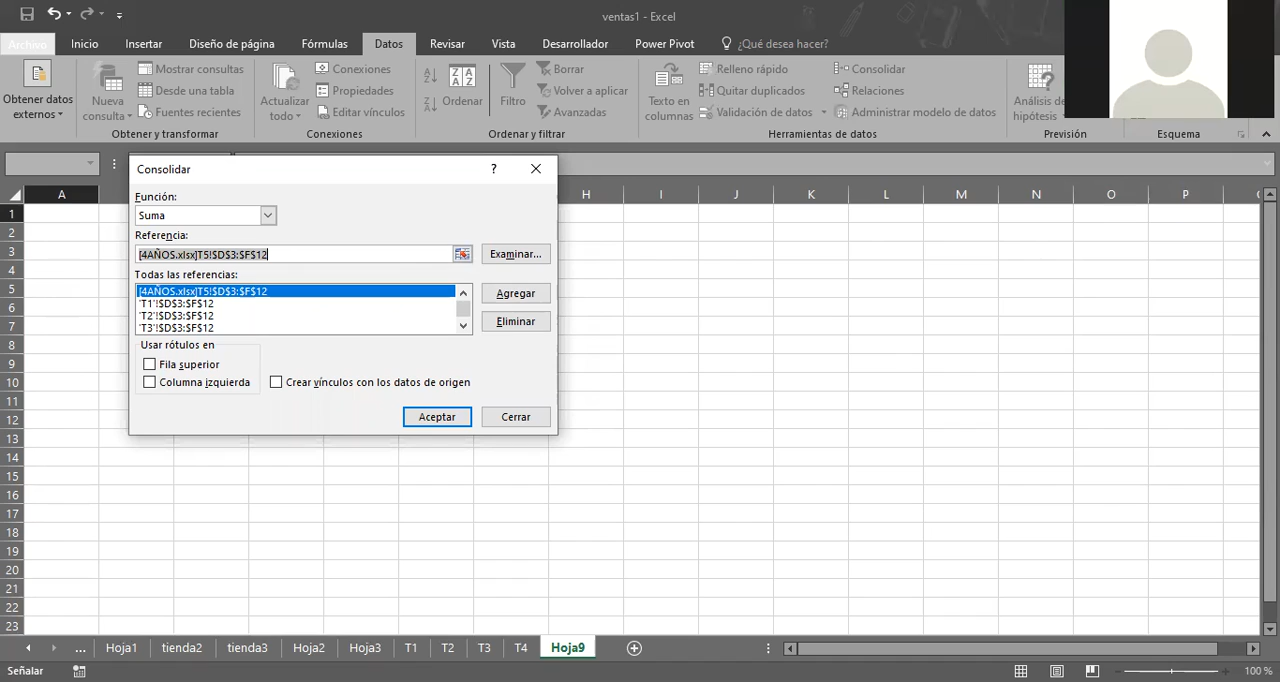 ventas1 - Excel
Archivo Inicio Insertar Diseño de página Fórmulas Datos Revisar Vista Desarrollador Power Pivot ¿Qué desea hacer?
Obtener datos externos
Nueva consulta
Mostrar consultas
Desde una tabla
Fuentes recientes
Obtener y transformar
Actualizar todo
Conexiones
Propiedades
Editar vínculos
Conexiones
Ordenar
Filtro
Borrar
Volver a aplicar
Avanzadas
Ordenar y filtrar
Texto en columnas
Relleno rápido
Quitar duplicados
Validación de datos
Consolidar
Relaciones
Administrar modelo de datos
Herramientas de datos
Análisis de hipótesis
Previsión
Esquema
Consolidar ?
Función:
Suma
Referencia:
[4AÑOS.xlsx]T5!$D$3:$F$12
Examinar...
Todas las referencias:
[4AÑOS.xlsx]T5!$D$3:$F$12
'T1'!$D$3:$F$12
'T2'!$D$3:$F$12
'T3'!$D$3:$F$12
Agregar
Eliminar
Usar rótulos en
Fila superior
Columna izquierda
Crear vínculos con los datos de origen
Aceptar Cerrar
A H I J K L M N O P
1
2
3
4
5
6
7
8
9
10
11
12
13
14
15
16
17
18
19
20
21
22
23
... Hoja1 tienda2 tienda3 Hoja2 Hoja3 T1 T2 T3 T4 Hoja9
Señalar 100 %